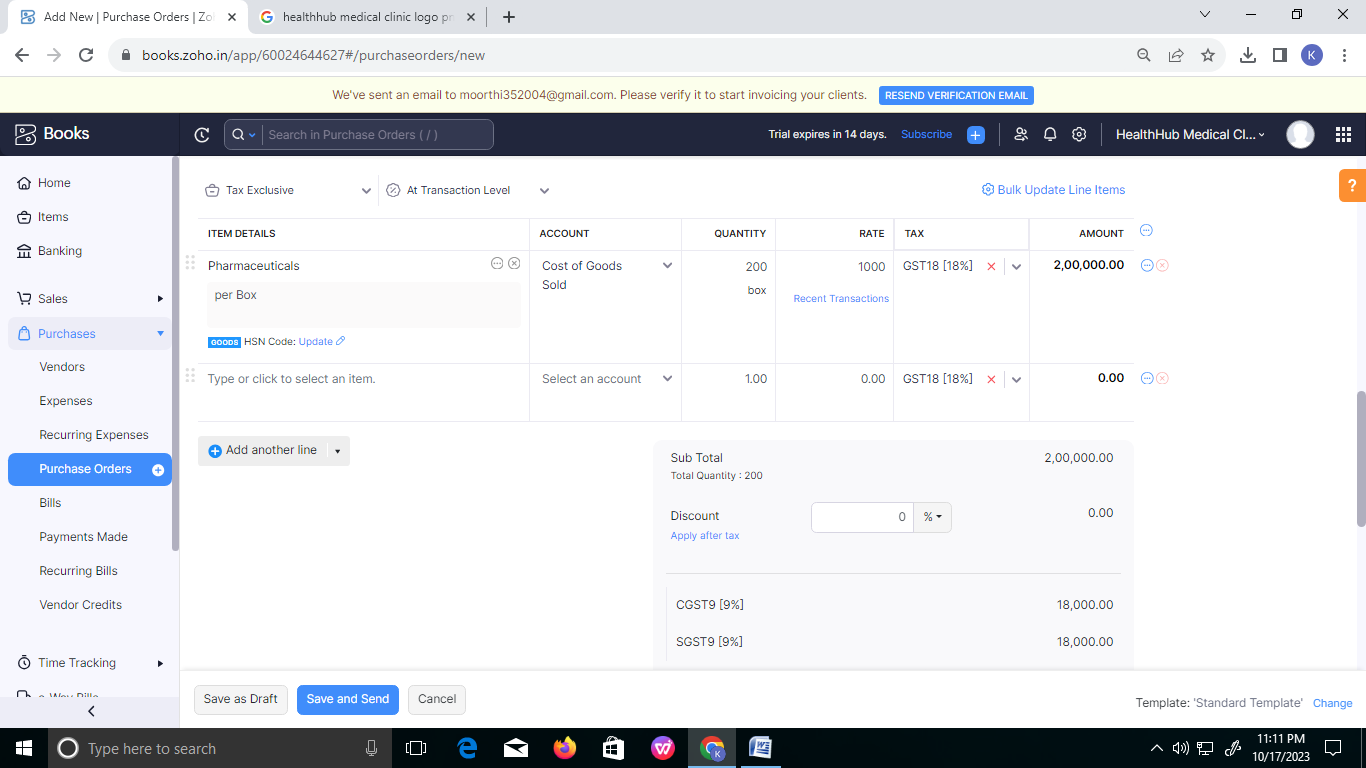 Add New | Purchase Orders | Zo
healthhub medical clinic logo pr
books.zoho.in/app/60024644627#/purchaseorders/new
K
We've sent an email to moorthi352004@gmail.com. Please verify it to start invoicing your clients.
RESEND VERIFICATION EMAIL
Books
Search in Purchase Orders ( / )
Trial expires in 14 days.
Subscribe
HealthHub Medical Cl...
Home
Items
Banking
Sales
Purchases
Vendors
Expenses
Recurring Expenses
Purchase Orders
Bills
Payments Made
Recurring Bills
Vendor Credits
Time Tracking
e-Way Bills
Tax Exclusive
At Transaction Level
Bulk Update Line Items
?
ITEM DETAILS ACCOUNT QUANTITY RATE TAX AMOUNT
Pharmaceuticals
per Box
GOODS HSN Code: Update
Cost of Goods
Sold
200
box
1000
Recent Transactions
GST18 [18%]
2,00,000.00
Type or click to select an item.
Select an account
1.00
0.00
GST18 [18%]
0.00
Add another line
Sub Total 2,00,000.00
Total Quantity : 200
Discount 0 % 0.00
Apply after tax
CGST9 [9%] 18,000.00
SGST9 [9%] 18,000.00
Save as Draft
Save and Send
Cancel
Template: 'Standard Template' Change
Type here to search
11:11 PM
10/17/2023